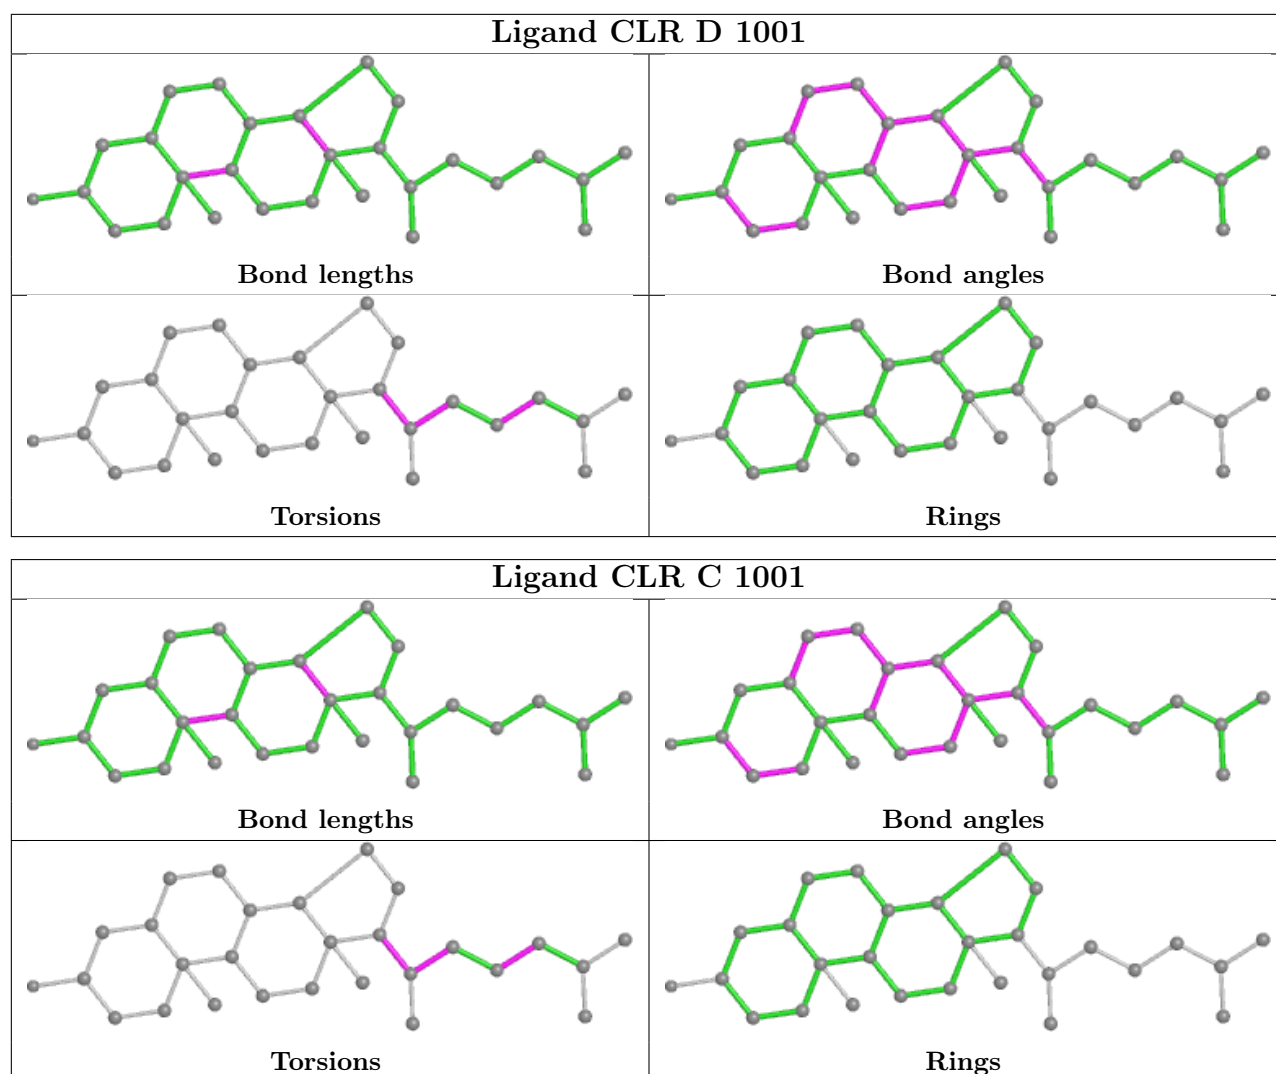 Ligand CLR D 1001
Bond lengths
Bond angles
Torsions
Rings
Ligand CLR C 1001
Bond lengths
Bond angles
Torsions
Rings